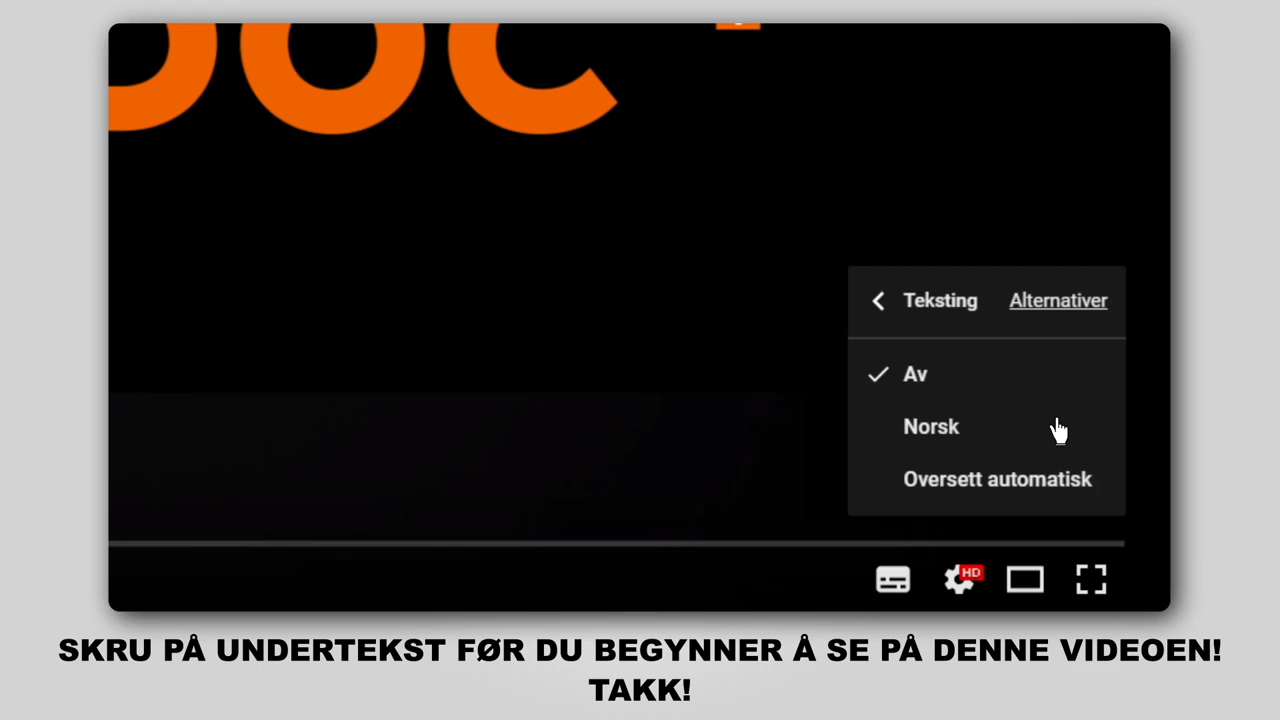 Teksting Alternativer
Av
Norsk
Oversett automatisk
HD
SKRU PÅ UNDERTEKST FØR DU BEGYNNER Å SE PÅ DENNE VIDEOEN!
TAKK!